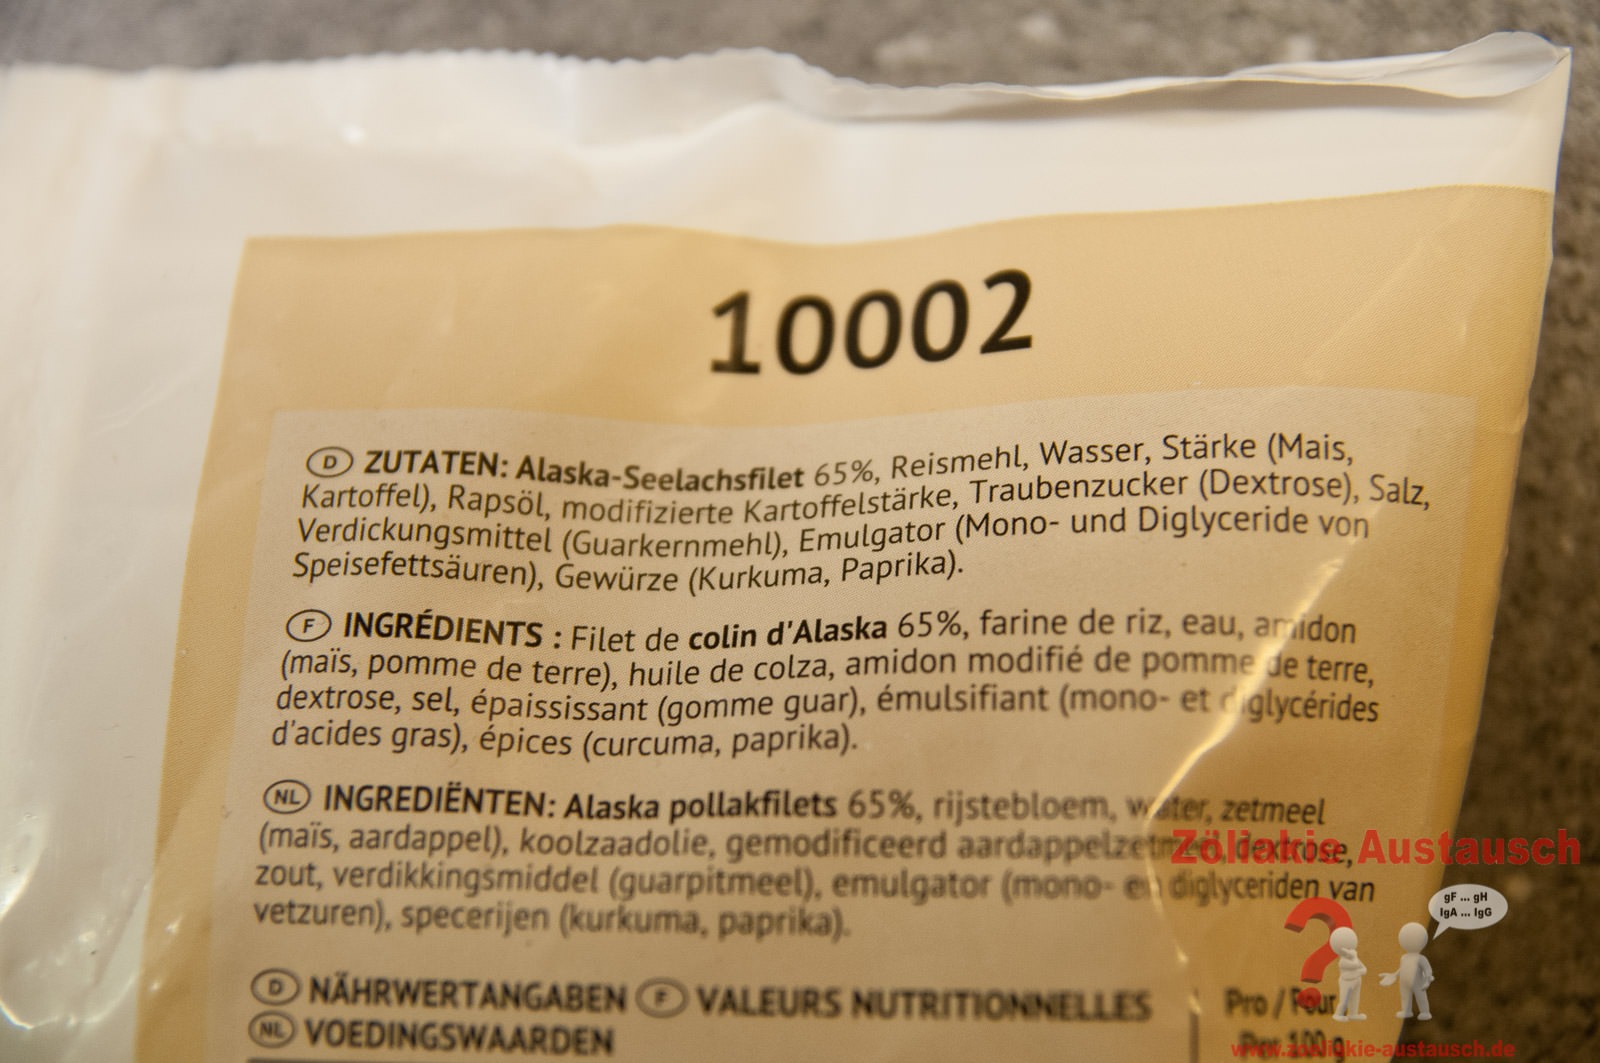 10002
D ZUTATEN: Alaska-Seelachsfilet 65%, Reismehl, Wasser, Stärke (Mais,
Kartoffel), Rapsöl, modifizierte Kartoffelstärke, Traubenzucker (Dextrose), Salz,
Verdickungsmittel (Guarkernmehl), Emulgator (Mono- und Diglyceride von
Speisefettsäuren), Gewürze (Kurkuma, Paprika).
F INGRÉDIENTS : Filet de colin d'Alaska 65%, farine de riz, eau, amidon
(maïs, pomme de terre), huile de colza, amidon modifié de pomme de terre,
dextrose, sel, épaississant (gomme guar), émulsifiant (mono- et diglycérides
d'acides gras), épices (curcuma, paprika).
NL INGREDIËNTEN: Alaska pollakfilets 65%, rijstebloem, water, zetmeel
(maïs, aardappel), koolzaadolie, gemodificeerd aardappelzetmeel, dextrose,
zout, verdikkingsmiddel (guarpitmeel), emulgator (mono- en diglyceriden van
vetzuren), specerijen (kurkuma, paprika).
D NÄHRWERTANGABEN F VALEURS NUTRITIONNELLES
NL VOEDINGSWAARDEN
Pro / Pour
Per 100 g
Zöliakie Austausch
gF ... gH
IgA ... IgG
?
www.zoeliakie-austausch.de